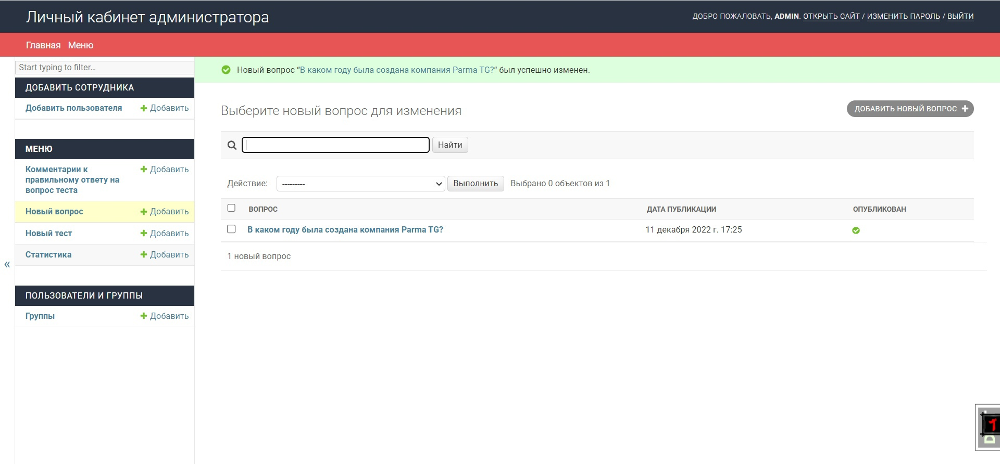 Личный кабинет администратора
ДОБРО ПОЖАЛОВАТЬ, ADMIN. ОТКРЫТЬ САЙТ / ИЗМЕНИТЬ ПАРОЛЬ / ВЫЙТИ
Главная Меню
Start typing to filter...
ДОБАВИТЬ СОТРУДНИКА
Добавить пользователя Добавить
МЕНЮ
Комментарии к Добавить
правильному ответу на
вопрос теста
Новый вопрос Добавить
Новый тест Добавить
Статистика Добавить
«
ПОЛЬЗОВАТЕЛИ И ГРУППЫ
Группы Добавить
Новый вопрос “В каком году была создана компания Parma TG?“ был успешно изменен.
Выберите новый вопрос для изменения
ДОБАВИТЬ НОВЫЙ ВОПРОС
Найти
Действие: --------- Выполнить Выбрано 0 объектов из 1
ВОПРОС ДАТА ПУБЛИКАЦИИ ОПУБЛИКОВАН
В каком году была создана компания Parma TG? 11 декабря 2022 г. 17:25
1 новый вопрос
1
D